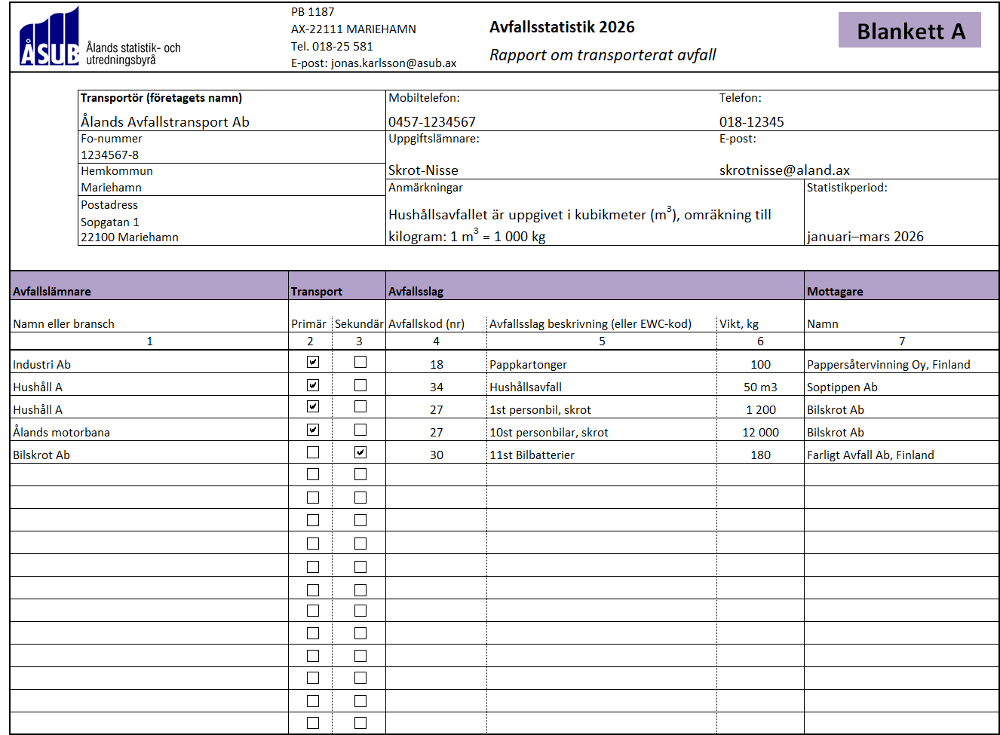 ÅSUB
Ålands statistik- och
utredningsbyrå
PB 1187
AX-22111 MARIEHAMN
Tel. 018-25 581
E-post: jonas.karlsson@asub.ax
Avfallsstatistik 2026
Rapport om transporterat avfall
Blankett A
Transportör (företagets namn)
Ålands Avfallstransport Ab
Fo-nummer
1234567-8
Hemkommun
Mariehamn
Postadress
Sopgatan 1
22100 Mariehamn
Mobiltelefon:
0457-1234567
Telefon:
018-12345
Uppgiftslämnare:
Skrot-Nisse
E-post:
skrotnisse@aland.ax
Anmärkningar
Hushållsavfallet är uppgivet i kubikmeter (m³), omräkning till
kilogram: 1 m³ = 1 000 kg
Statistikperiod:
januari–mars 2026
Avfallslämnare Transport Avfallsslag Mottagare
Namn eller bransch Primär Sekundär Avfallskod (nr) Avfallsslag beskrivning (eller EWC-kod) Vikt, kg Namn
1 2 3 4 5 6 7
Industri Ab 18 Pappkartonger 100 Pappersåtervinning Oy, Finland
Hushåll A 34 Hushållsavfall 50 m3 Soptippen Ab
Hushåll A 27 1st personbil, skrot 1 200 Bilskrot Ab
Ålands motorbana 27 10st personbilar, skrot 12 000 Bilskrot Ab
Bilskrot Ab 30 11st Bilbatterier 180 Farligt Avfall Ab, Finland